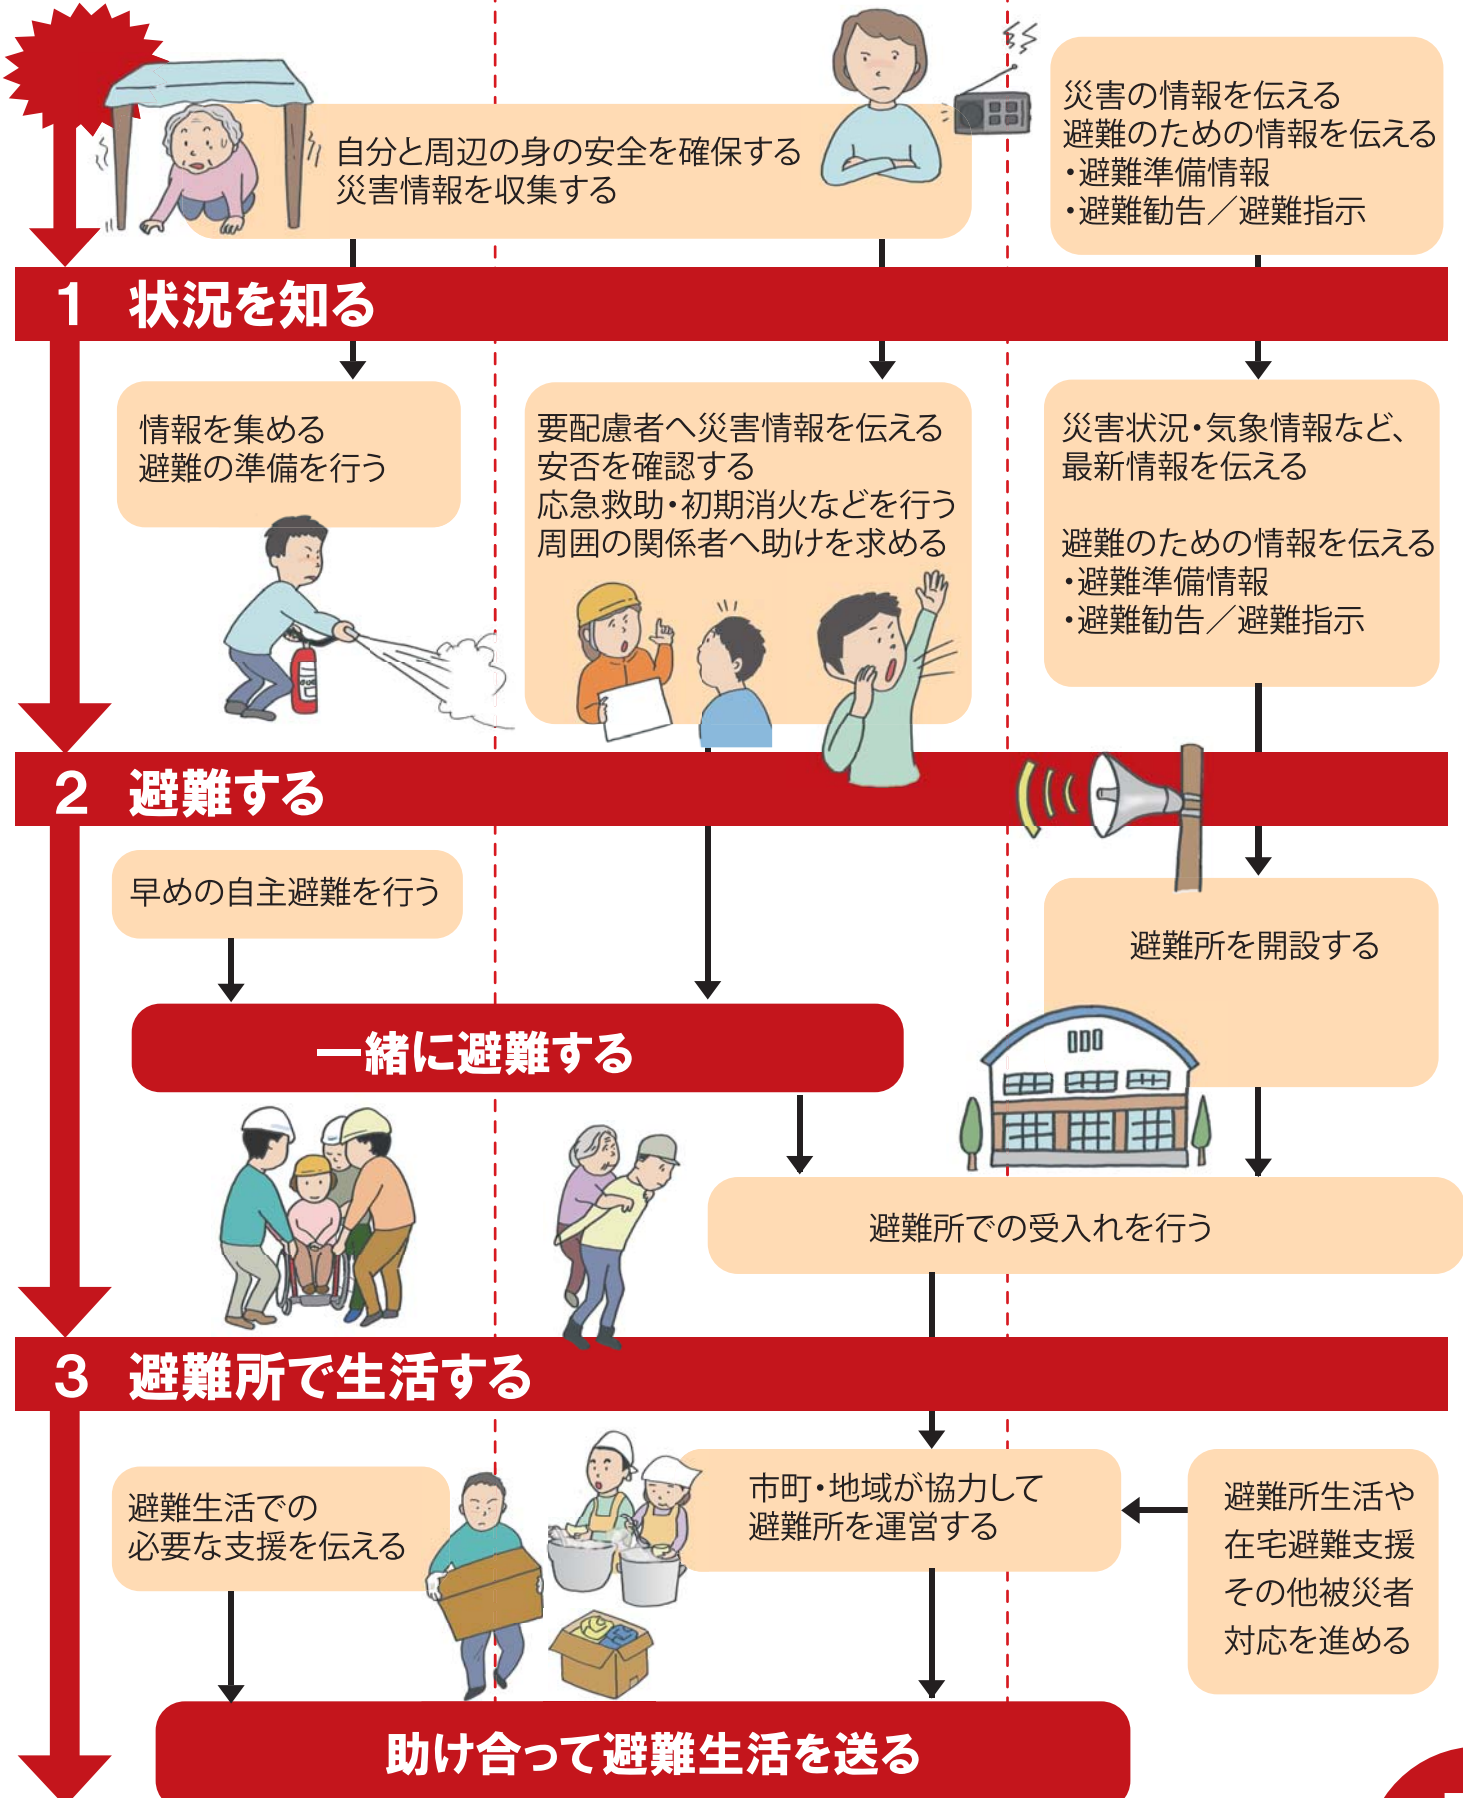 自分と周辺の身の安全を確保する
災害情報を収集する
災害の情報を伝える
避難のための情報を伝える
・避難準備情報
・避難勧告／避難指示
1 状況を知る
情報を集める
避難の準備を行う
要配慮者へ災害情報を伝える
安否を確認する
応急救助・初期消火などを行う
周囲の関係者へ助けを求める
災害状況・気象情報など、
最新情報を伝える
避難のための情報を伝える
・避難準備情報
・避難勧告／避難指示
2 避難する
早めの自主避難を行う
避難所を開設する
一緒に避難する
避難所での受入れを行う
3 避難所で生活する
避難生活での
必要な支援を伝える
市町・地域が協力して
避難所を運営する
避難所生活や
在宅避難支援
その他被災者
対応を進める
助け合って避難生活を送る